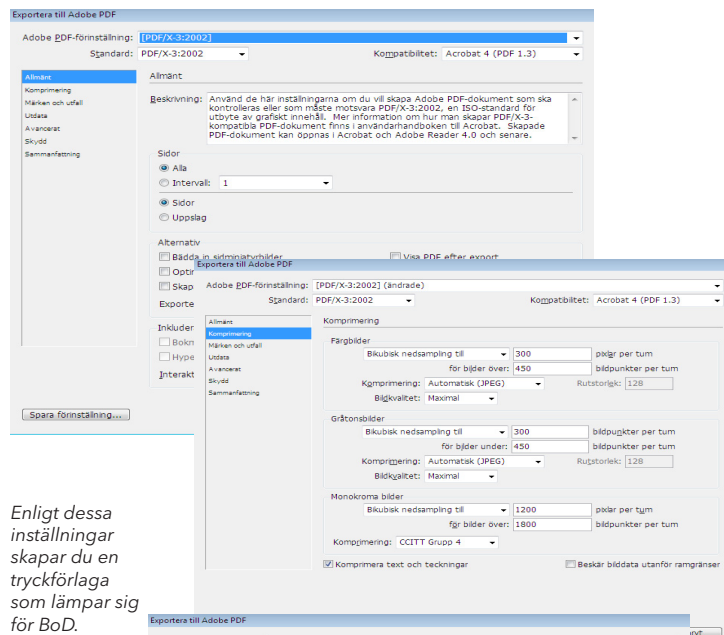 Exportera till Adobe PDF
Adobe PDF-förinställning: [PDF/X-3:2002]
Standard: PDF/X-3:2002 Kompatibilitet: Acrobat 4 (PDF 1.3)
Allmänt
Komprimering
Märken och utfall
Utdata
Avancerat
Skydd
Sammanfattning
Allmänt
Beskrivning: Använd de här inställningarna om du vill skapa Adobe PDF-dokument som ska
kontrolleras eller som måste motsvara PDF/X-3:2002, en ISO-standard för
utbyte av grafiskt innehåll. Mer information om hur man skapar PDF/X-3-
kompatibla PDF-dokument finns i användarhandboken till Acrobat. Skapade
PDF-dokument kan öppnas i Acrobat och Adobe Reader 4.0 och senare.
Sidor
Alla
Intervall: 1
Sidor
Uppslag
Alternativ
Bädda in sidminiatyrbilder Visa PDF efter export
Optir
Skap
Exporte
Inkluder
Bokn
Hype
Interakt
Spara förinställning...
Exportera till Adobe PDF
Adobe PDF-förinställning: [PDF/X-3:2002] (ändrade)
Standard: PDF/X-3:2002 Kompatibilitet: Acrobat 4 (PDF 1.3)
Allmänt
Komprimering
Märken och utfall
Utdata
Avancerat
Skydd
Sammanfattning
Komprimering
Färgbilder
Bikubisk nedsampling till 300 pixlar per tum
för bilder över: 450 bildpunkter per tum
Komprimering: Automatisk (JPEG) Rutstorlek: 128
Bildkvalitet: Maximal
Gråtonsbilder
Bikubisk nedsampling till 300 bildpunkter per tum
för bilder under: 450 bildpunkter per tum
Komprimering: Automatisk (JPEG) Rutstorlek: 128
Bildkvalitet: Maximal
Monokroma bilder
Bikubisk nedsampling till 1200 pixlar per tum
för bilder över: 1800 bildpunkter per tum
Komprimering: CCITT Grupp 4
Komprimera text och teckningar Beskär bilddata utanför ramgränser
Enligt dessa
inställningar
skapar du en
tryckförlaga
som lämpar sig
för BoD.
Exportera till Adobe PDF